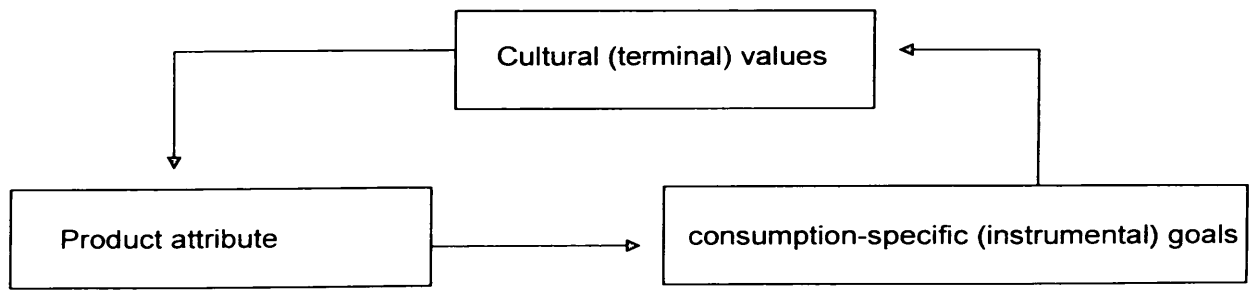 Cultural (terminal) values
Product attribute
consumption-specific (instrumental) goals